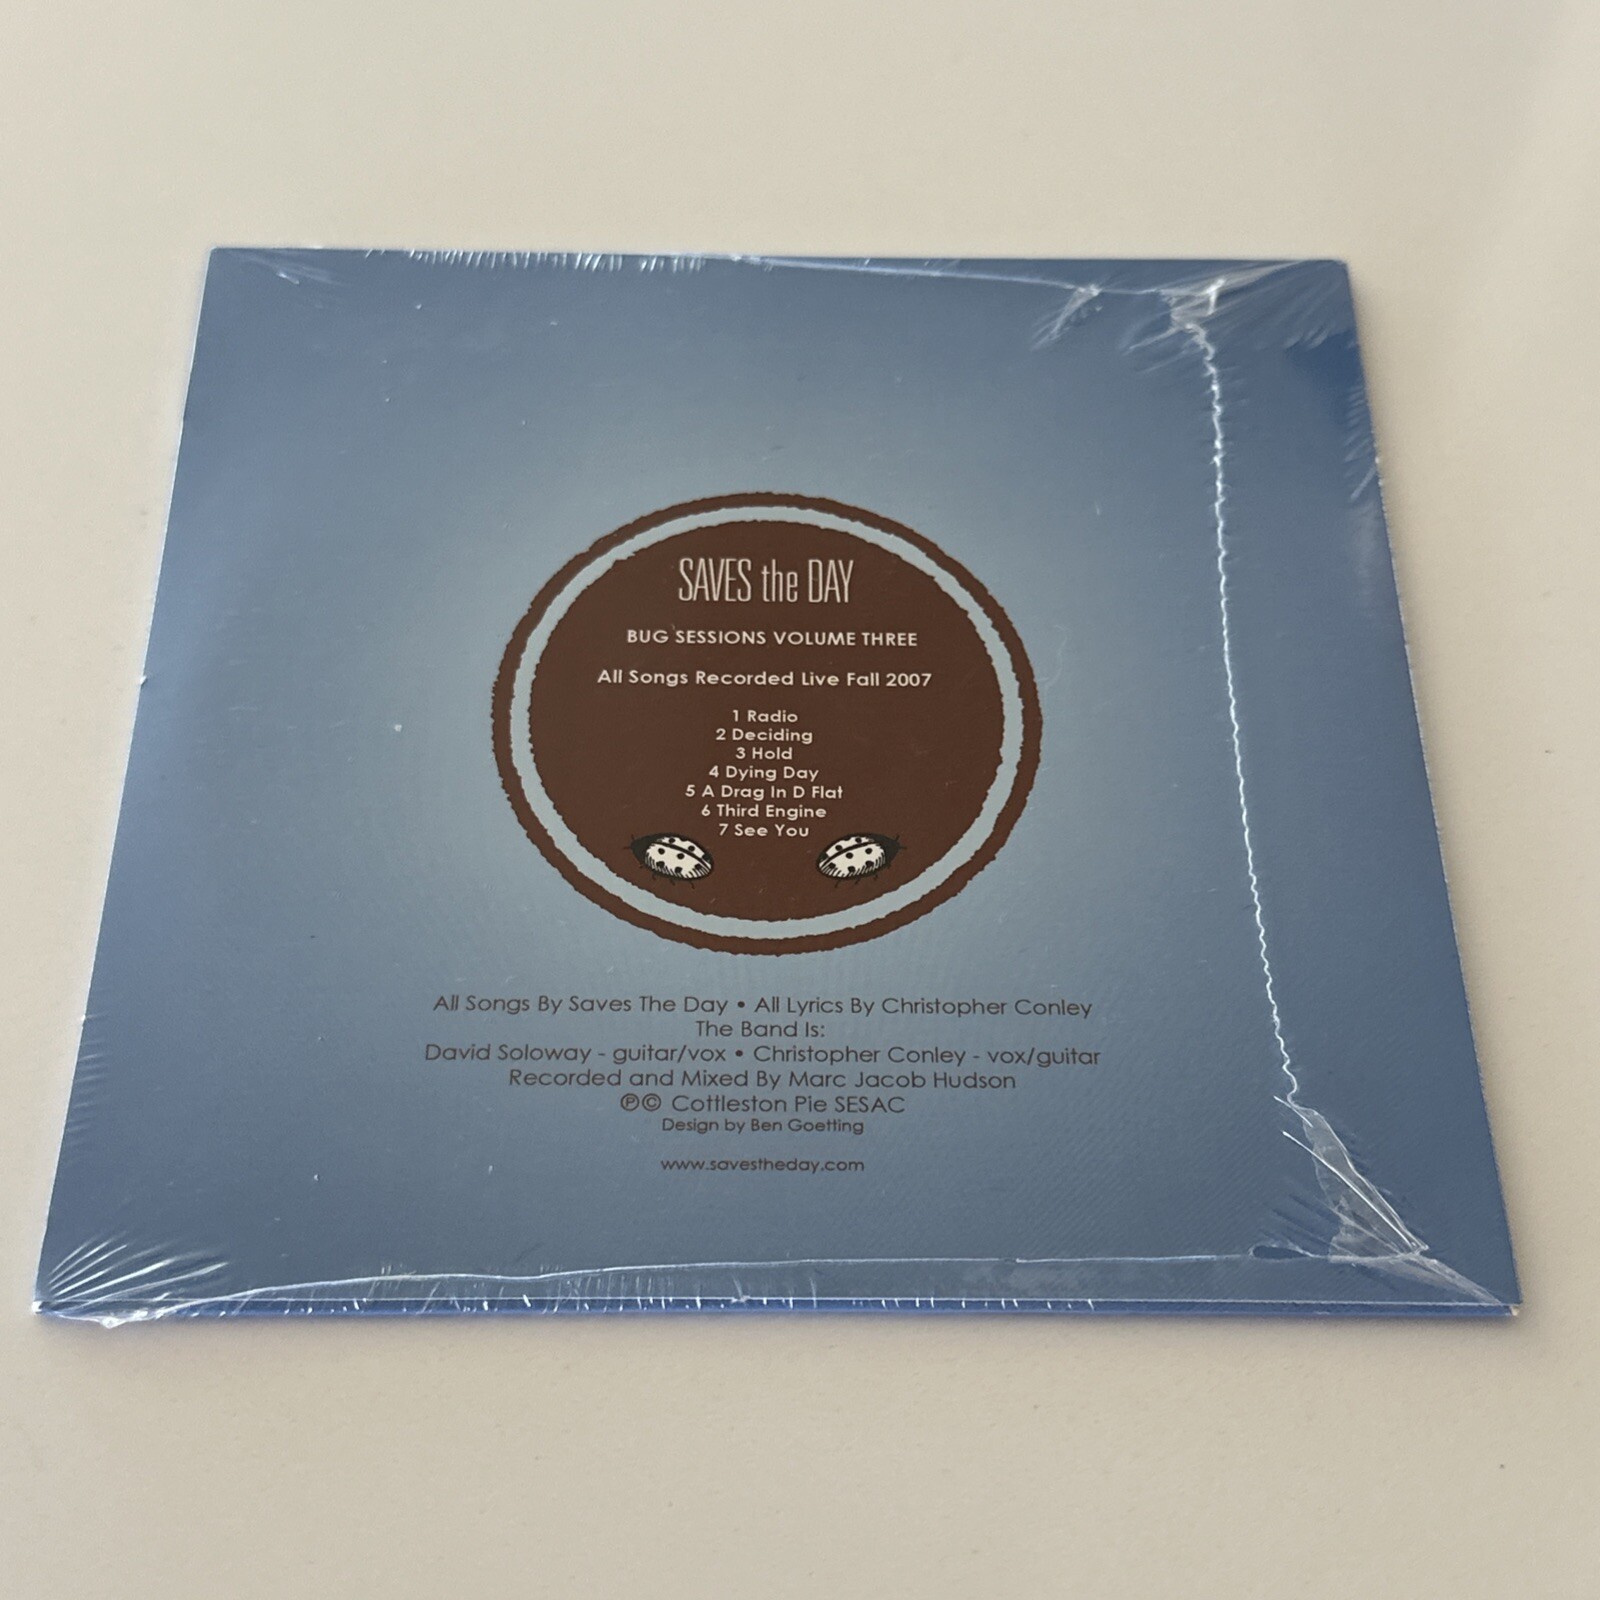 SAVES the DAY
BUG SESSIONS VOLUME THREE
All Songs Recorded Live Fall 2007
1 Radio
2 Deciding
3 Hold
4 Dying Day
5 A Drag In D Flat
6 Third Engine
7 See You
All Songs By Saves The Day • All Lyrics By Christopher Conley
The Band Is:
David Soloway - guitar/vox • Christopher Conley - vox/guitar
Recorded and Mixed By Marc Jacob Hudson
℗© Cottleston Pie SESAC
Design by Ben Goetting
www.savestheday.com